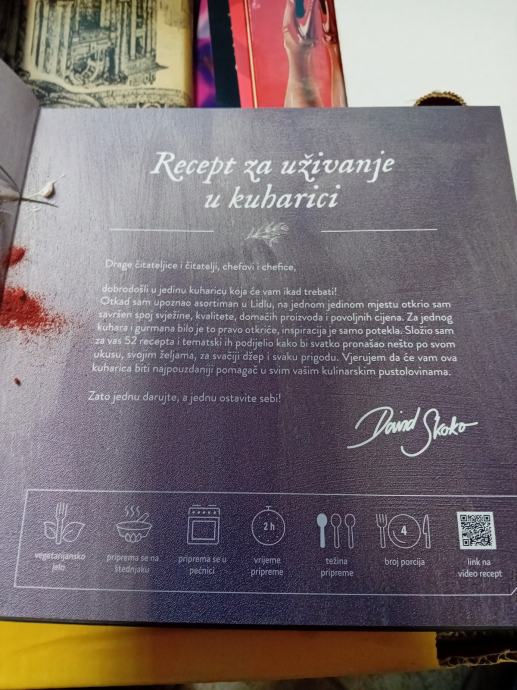 Recept za uživanje
u kuharici
Drage čitateljice i čitatelji, chefovi i chefice,
dobrodošli u jedinu kuharicu koja će vam ikad trebati!
Otkad sam upoznao asortiman u Lidlu, na jednom jedinom mjestu otkrio sam
savršen spoj svježine, kvalitete, domaćih proizvoda i povoljnih cijena. Za jednog
kuhara i gurmana bilo je to pravo otkriće, inspiracija je samo potekla. Složio sam
za vas 52 recepta i tematski ih podijelio kako bi svatko pronašao nešto po svom
ukusu, svojim željama, za svačiji džep i svaku prigodu. Vjerujem da će vam ova
kuharica biti najpouzdaniji pomagač u svim vašim kulinarskim pustolovinama.
Zato jednu darujte, a jednu ostavite sebi!
David Skoko
2 h
4
vegetarijansko
jelo
priprema se na
štednjaku
priprema se u
pećnici
vrijeme
pripreme
težina
pripreme
broj porcija
link na
video recept